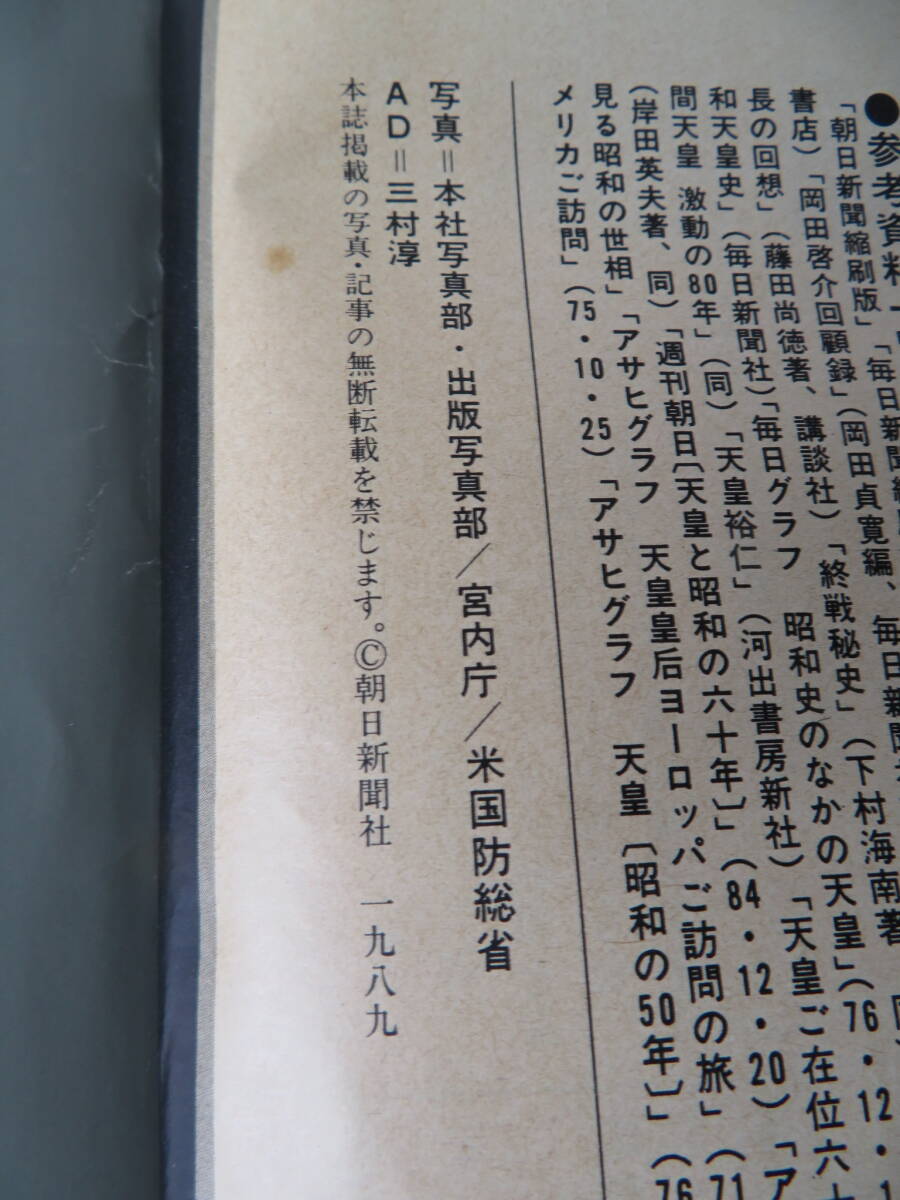 ●参考資料
「朝日新聞縮刷版」「毎日新聞縮
書店)「岡田啓介回顧録」(岡田貞寛編、毎日新聞
長の回想」(藤田尚徳著、講談社)「終戦秘史」(下村海南著
和天皇史」(毎日新聞社)「毎日グラフ　昭和史のなかの天皇」(76・12・1
間天皇　激動の80年」(同)「天皇裕仁」(河出書房新社)「天皇ご在位六
(岸田英夫著、同)「週刊朝日〔天皇と昭和の六十年〕」(84・12・20)「ア
見る昭和の世相」「アサヒグラフ　天皇皇后ヨーロッパご訪問の旅」(71
メリカご訪問」(75・10・25)「アサヒグラフ　天皇〔昭和の50年〕」(76
写真＝本社写真部・出版写真部／宮内庁／米国防総省
AD＝三村淳
本誌掲載の写真・記事の無断転載を禁じます。©朝日新聞社　一九八九